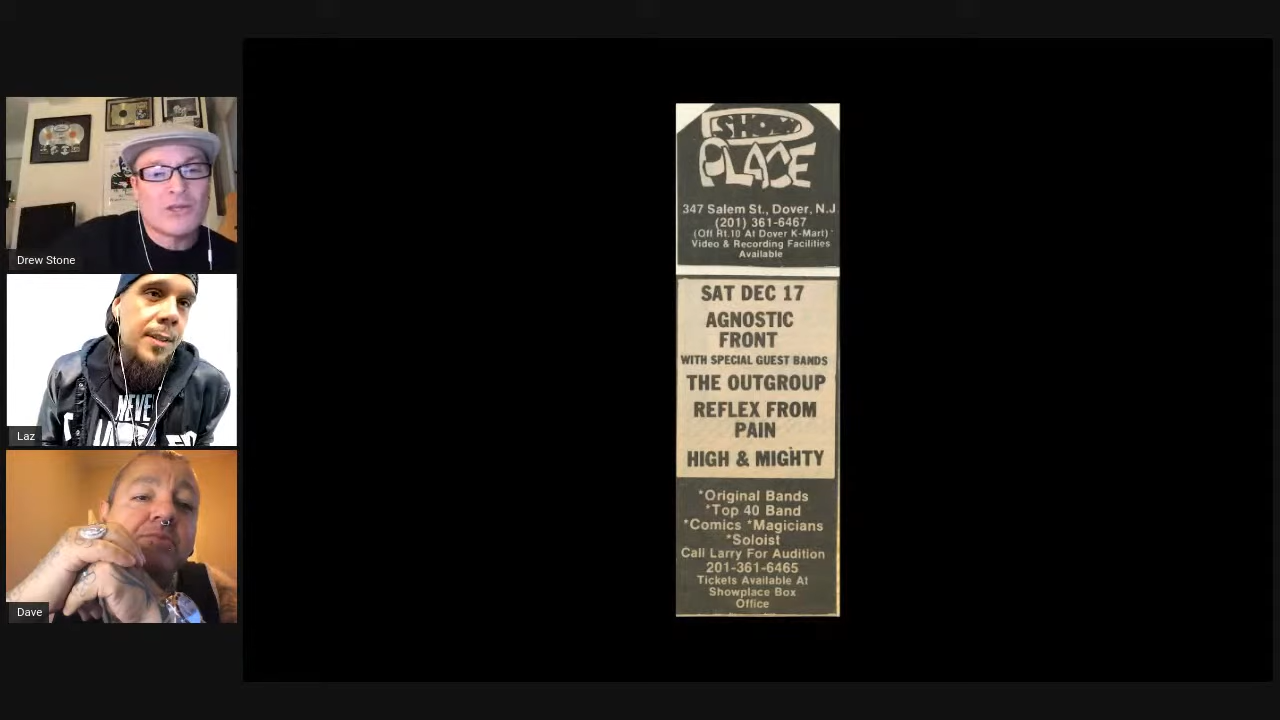 Drew Stone
Laz
NEVE
Dave
SHOW
PLACE
347 Salem St., Dover, N.J.
(201) 361-6467
(Off Rt.10 At Dover K-Mart)
Video & Recording Facilities
Available
SAT DEC 17
AGNOSTIC
FRONT
WITH SPECIAL GUEST BANDS
THE OUTGROUP
REFLEX FROM
PAIN
HIGH & MIGHTY
*Original Bands
*Top 40 Band
*Comics *Magicians
*Soloist
Call Larry For Audition
201-361-6465
Tickets Available At
Showplace Box
Office